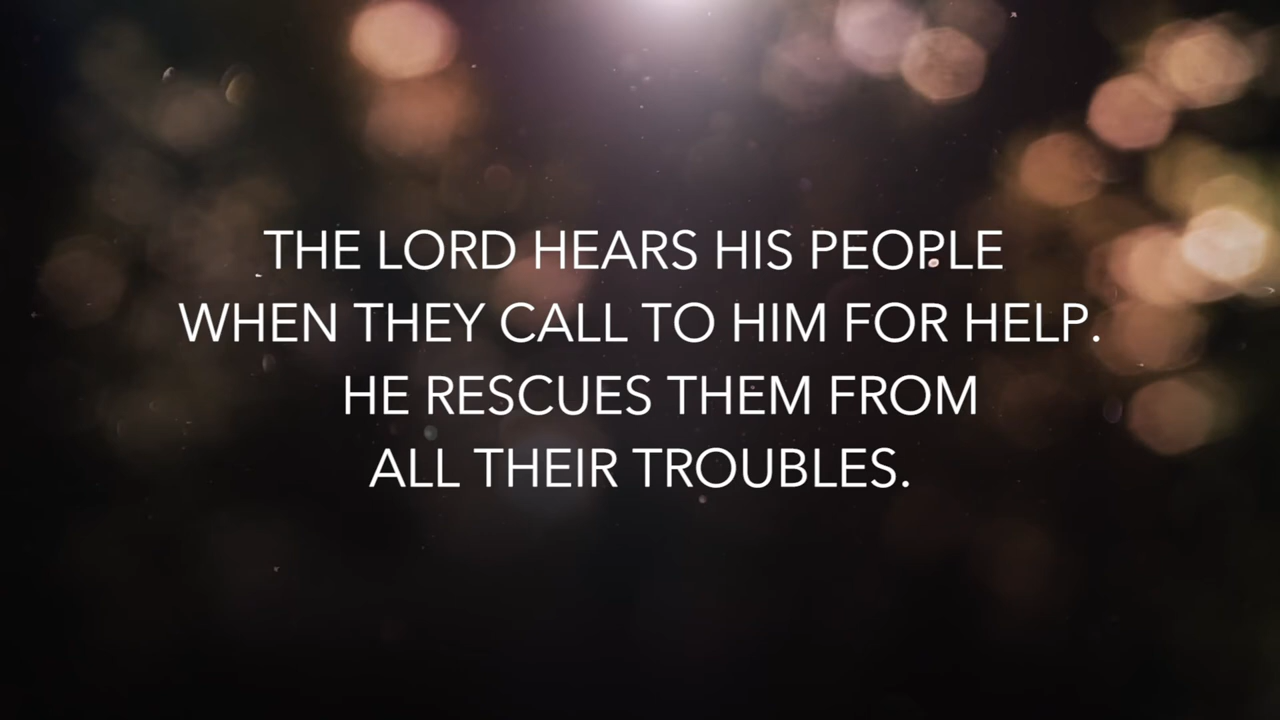 THE LORD HEARS HIS PEOPLE
WHEN THEY CALL TO HIM FOR HELP.
HE RESCUES THEM FROM
ALL THEIR TROUBLES.